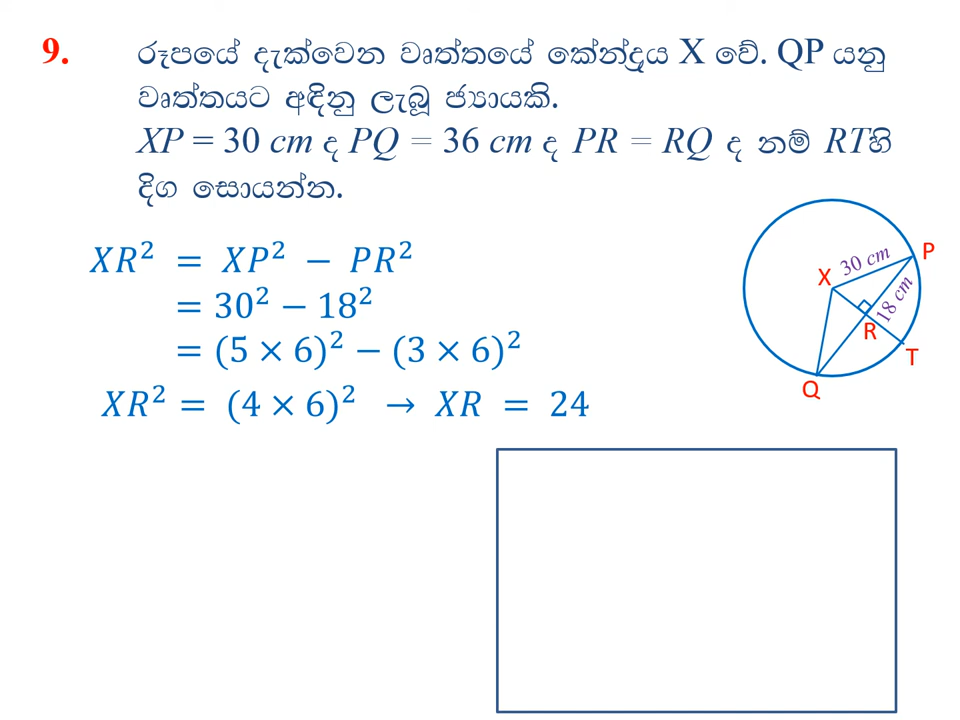 9. රූපයේ දැක්වෙන වෘත්තයේ කේන්ද්‍රය X වේ. QP යනු
වෘත්තයට අඳිනු ලැබූ ජ්‍යායකි.
XP = 30 cm ද PQ = 36 cm ද PR = RQ ද නම් RTහි
දිග සොයන්න.
XR² = XP² − PR²
= 30² − 18²
= (5 × 6)² − (3 × 6)²
XR² = (4 × 6)² → XR = 24
P
30 cm
X
18 cm
R
T
Q